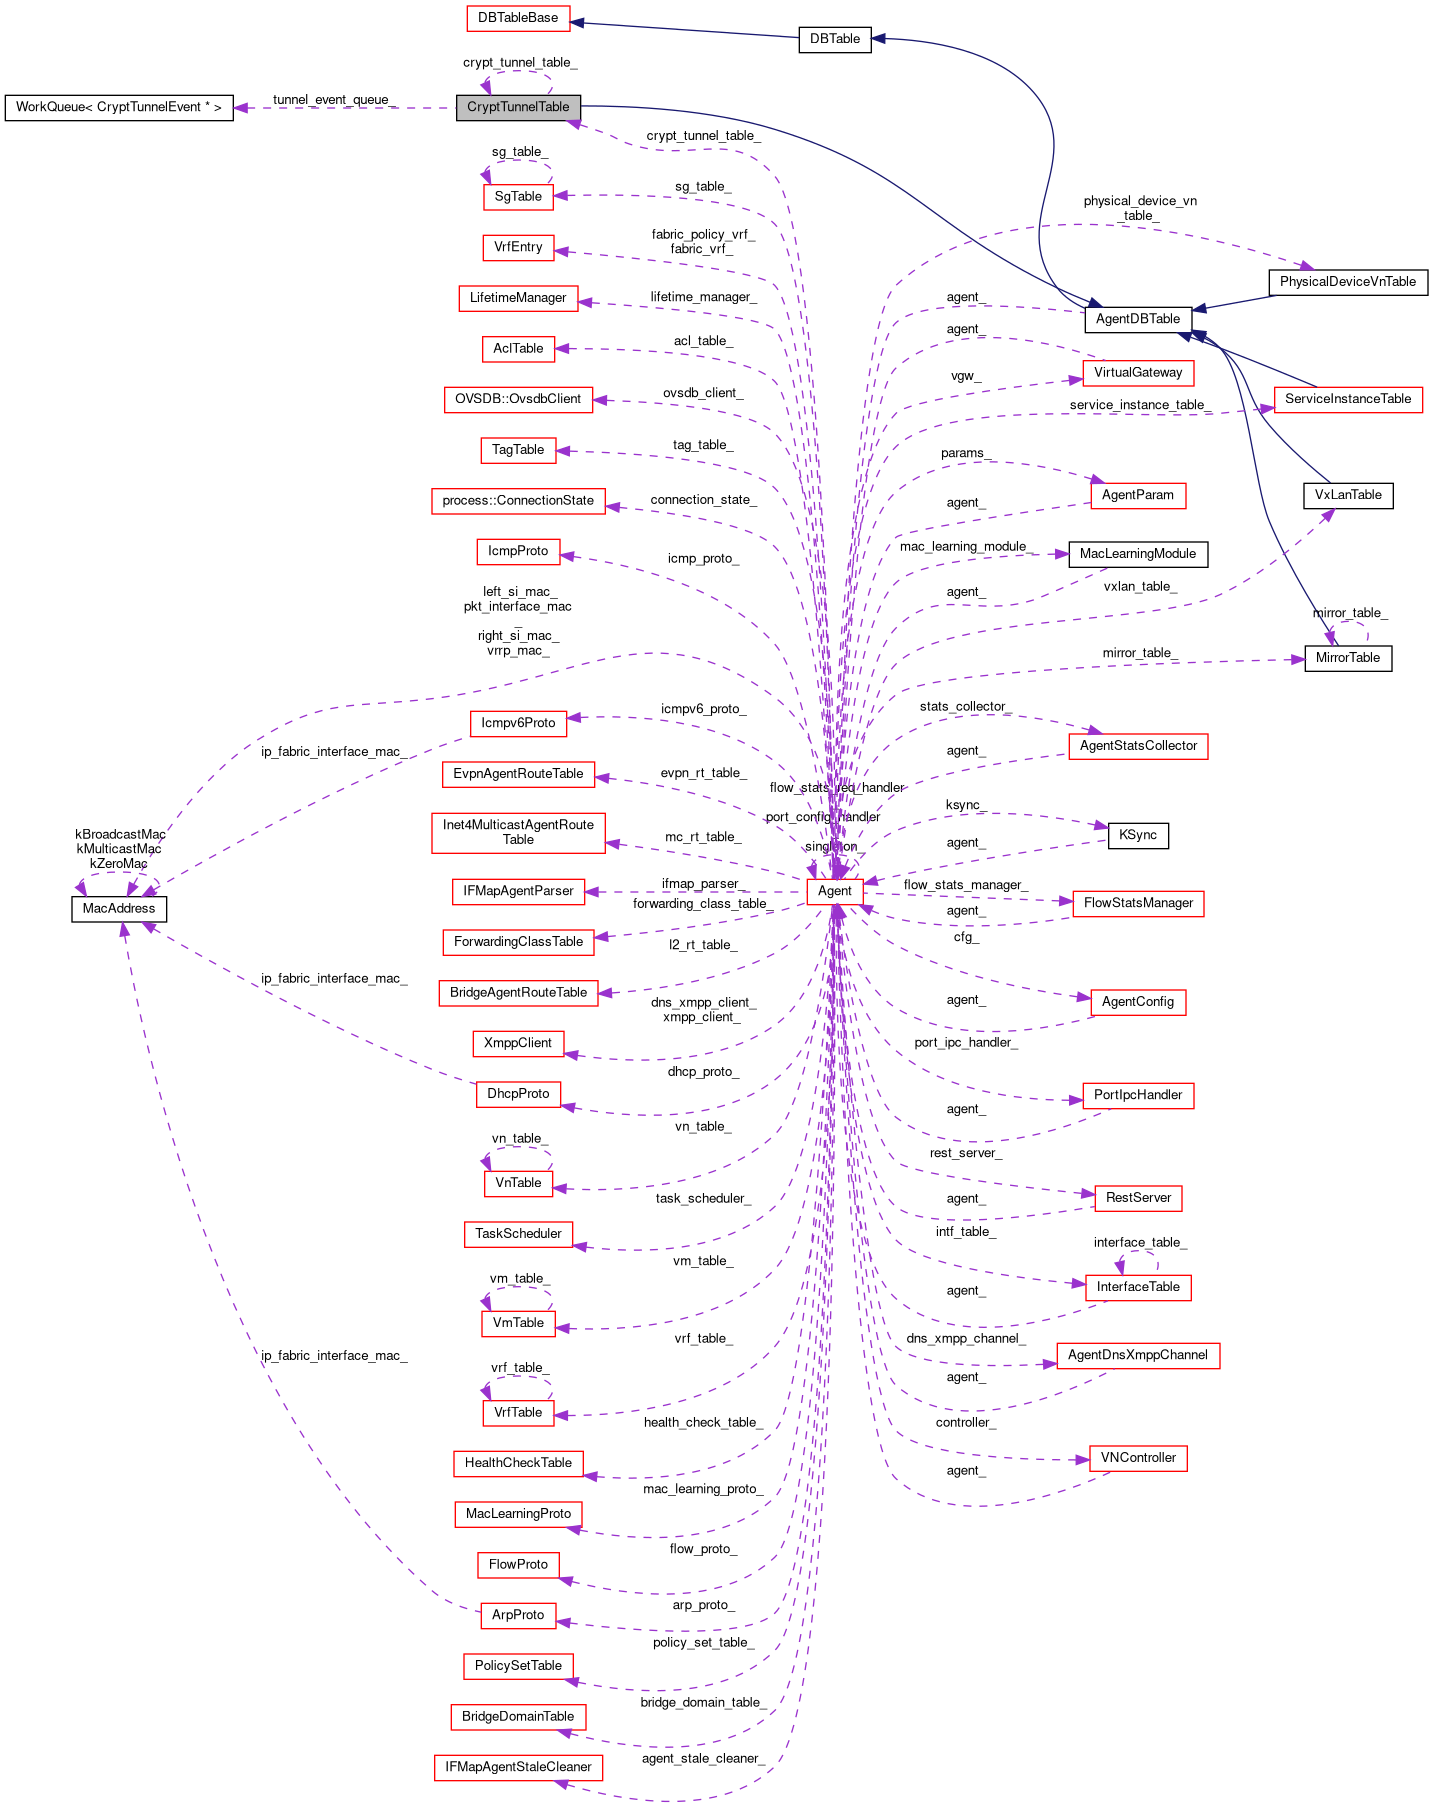 DBTableBase
DBTable
crypt_tunnel_table_
WorkQueue< CryptTunnelEvent * >
tunnel_event_queue_
CryptTunnelTable
crypt_tunnel_table_
sg_table_
SgTable
sg_table_
physical_device_vn
_table_
VrfEntry
fabric_policy_vrf_
fabric_vrf_
PhysicalDeviceVnTable
LifetimeManager
lifetime_manager_
agent_
AgentDBTable
AclTable
acl_table_
agent_
vgw_
VirtualGateway
OVSDB::OvsdbClient
ovsdb_client_
service_instance_table_
ServiceInstanceTable
TagTable
tag_table_
params_
process::ConnectionState
connection_state_
agent_
AgentParam
VxLanTable
IcmpProto
icmp_proto_
mac_learning_module_
MacLearningModule
left_si_mac_
pkt_interface_mac
_
right_si_mac_
vrrp_mac_
agent_
vxlan_table_
mirror_table_
mirror_table_
MirrorTable
Icmpv6Proto
icmpv6_proto_
stats_collector_
ip_fabric_interface_mac_
agent_
AgentStatsCollector
EvpnAgentRouteTable
evpn_rt_table_
flow_stats_req_handler
_
port_config_handler
_
singleton_
ksync_
Inet4MulticastAgentRoute
Table
mc_rt_table_
agent_
KSync
kBroadcastMac
kMulticastMac
kZeroMac
MacAddress
IFMapAgentParser
ifmap_parser_
Agent
flow_stats_manager_
FlowStatsManager
forwarding_class_table_
agent_
ForwardingClassTable
l2_rt_table_
cfg_
ip_fabric_interface_mac_
BridgeAgentRouteTable
agent_
AgentConfig
dns_xmpp_client_
xmpp_client_
XmppClient
port_ipc_handler_
dhcp_proto_
DhcpProto
agent_
PortIpcHandler
vn_table_
vn_table_
VnTable
rest_server_
task_scheduler_
agent_
RestServer
TaskScheduler
intf_table_
interface_table_
vm_table_
vm_table_
VmTable
agent_
InterfaceTable
ip_fabric_interface_mac_
vrf_table_
vrf_table_
VrfTable
dns_xmpp_channel_
AgentDnsXmppChannel
agent_
health_check_table_
controller_
HealthCheckTable
VNController
agent_
mac_learning_proto_
MacLearningProto
flow_proto_
FlowProto
arp_proto_
ArpProto
policy_set_table_
PolicySetTable
bridge_domain_table_
BridgeDomainTable
agent_stale_cleaner_
IFMapAgentStaleCleaner